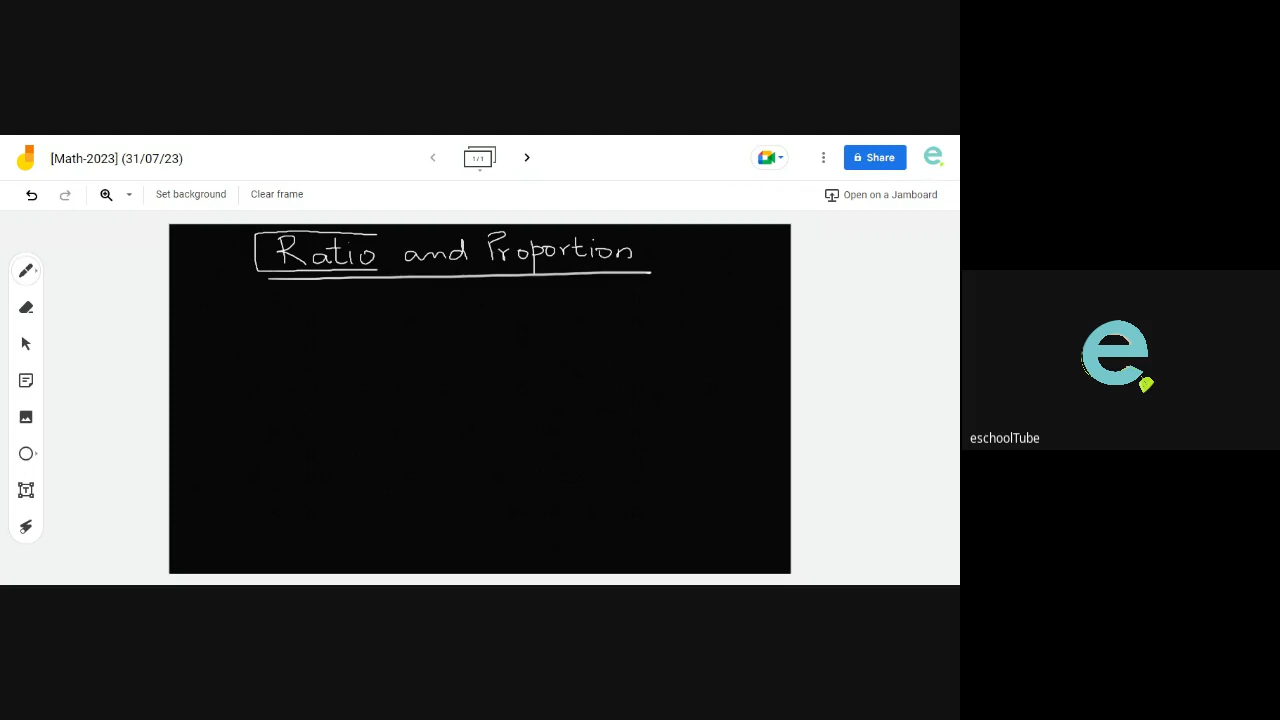 [Math-2023] (31/07/23)
1/1
Share
Set background
Clear frame
Open on a Jamboard
Ratio and Proportion
e
eschoolTube